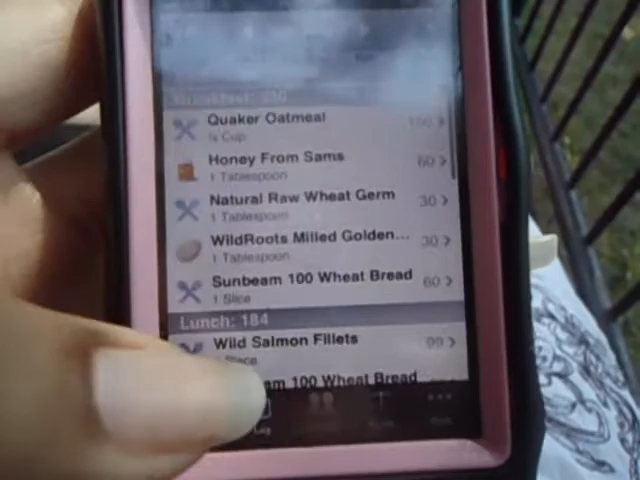 Quaker Oatmeal
½ Cup
Honey From Sams 60
1 Tablespoon
Natural Raw Wheat Germ 30
1 Tablespoon
WildRoots Milled Golden... 30
1 Tablespoon
Sunbeam 100 Wheat Bread 60
1 Slice
Lunch: 184
Wild Salmon Fillets 99
100 Wheat Bread
Log